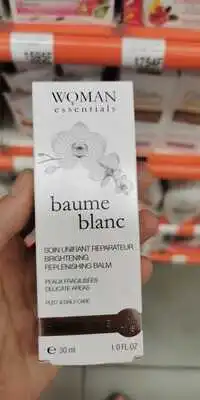 WOMAN
essentials
baume
blanc
SOIN UNIFIANT RÉPARATEUR
BRIGHTENING
REPLENISHING BALM
PEAUX FRAGILISÉES
DELICATE AREAS
30 ml
1.0 FL.OZ